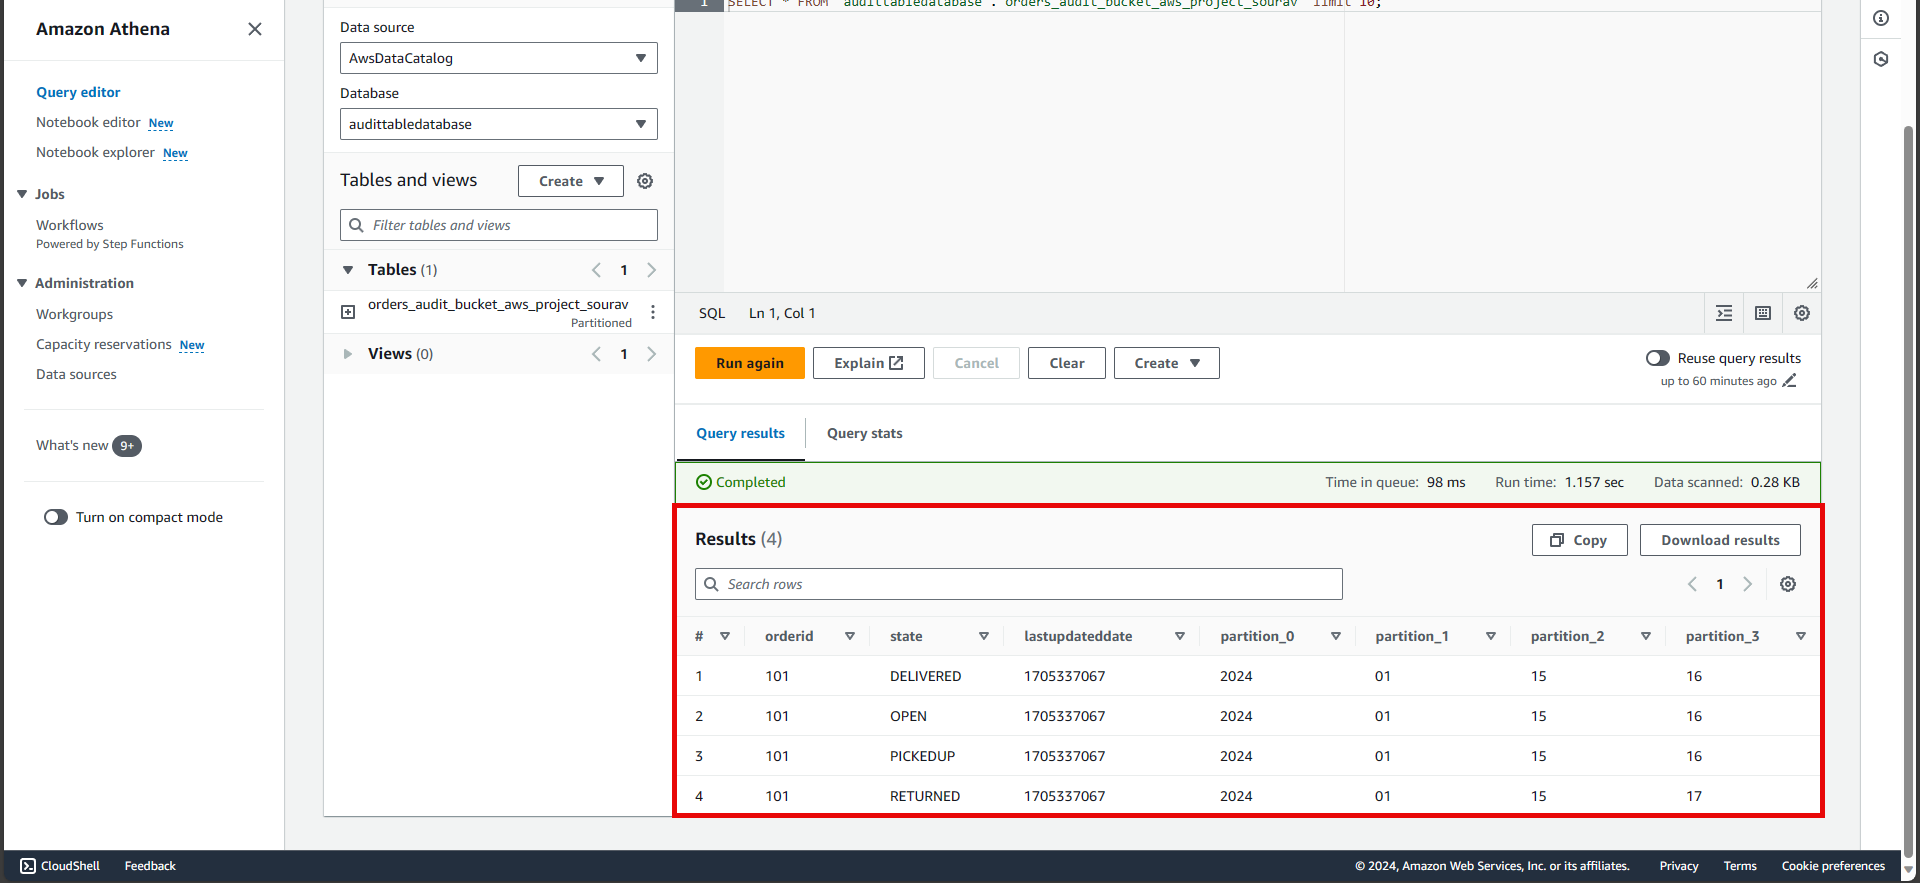 Amazon Athena
Query editor
Notebook editor New
Notebook explorer New
Jobs
Workflows
Powered by Step Functions
Administration
Workgroups
Capacity reservations New
Data sources
What's new 9+
Turn on compact mode
Data source
AwsDataCatalog
Database
audittabledatabase
Tables and views
Create
Filter tables and views
Tables (1) 1
orders_audit_bucket_aws_project_sourav
Partitioned
Views (0) 1
1 SELECT * FROM "audittabledatabase"."orders_audit_bucket_aws_project_sourav" limit 10;
SQL Ln 1, Col 1
Run again Explain Cancel Clear Create
Reuse query results
up to 60 minutes ago
Query results Query stats
Completed Time in queue: 98 ms Run time: 1.157 sec Data scanned: 0.28 KB
Results (4) Copy Download results
Search rows 1
# orderid state lastupdateddate partition_0 partition_1 partition_2 partition_3
1 101 DELIVERED 1705337067 2024 01 15 16
2 101 OPEN 1705337067 2024 01 15 16
3 101 PICKEDUP 1705337067 2024 01 15 16
4 101 RETURNED 1705337067 2024 01 15 17
CloudShell Feedback © 2024, Amazon Web Services, Inc. or its affiliates. Privacy Terms Cookie preferences